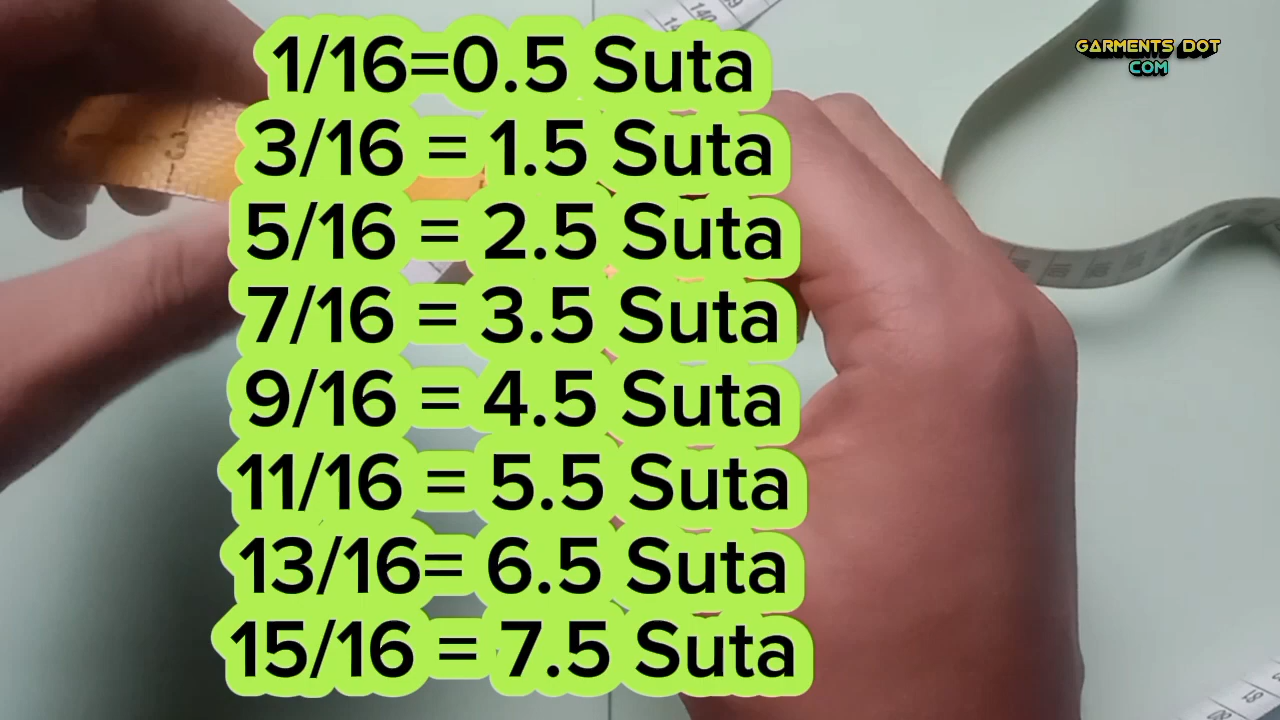 1/16=0.5 Suta
3/16 = 1.5 Suta
5/16 = 2.5 Suta
7/16 = 3.5 Suta
9/16 = 4.5 Suta
11/16 = 5.5 Suta
13/16= 6.5 Suta
15/16 = 7.5 Suta
GARMENTS DOT
COM
140